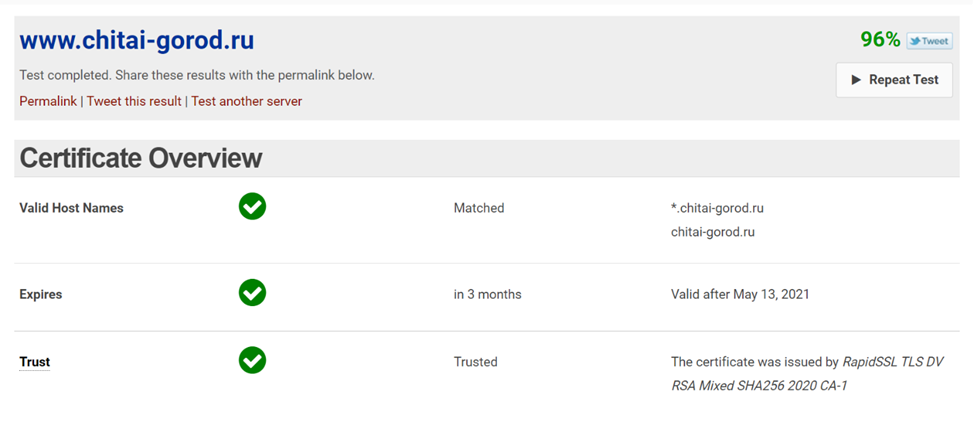 www.chitai-gorod.ru
96%
Tweet
Test completed. Share these results with the permalink below.
Repeat Test
Permalink | Tweet this result | Test another server
Certificate Overview
Valid Host Names Matched *.chitai-gorod.ru
chitai-gorod.ru
Expires in 3 months Valid after May 13, 2021
Trust Trusted The certificate was issued by RapidSSL TLS DV
RSA Mixed SHA256 2020 CA-1